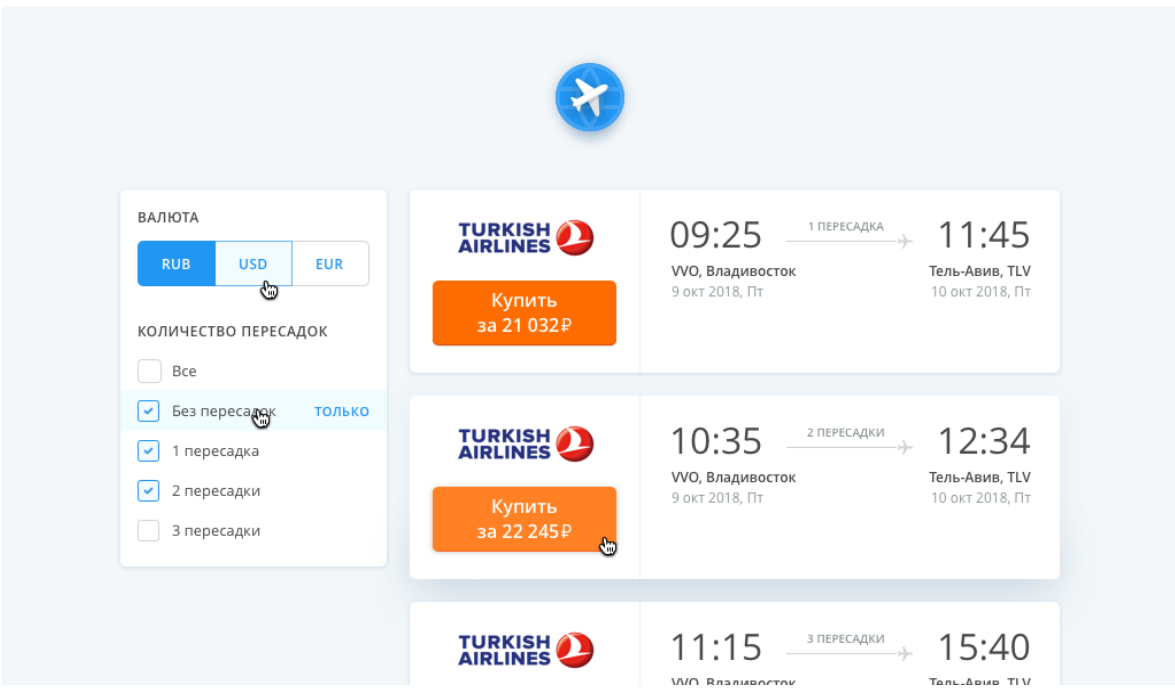 ВАЛЮТА
RUB USD EUR
КОЛИЧЕСТВО ПЕРЕСАДОК
Все
Без пересадок ТОЛЬКО
1 пересадка
2 пересадки
3 пересадки
TURKISH
AIRLINES
Купить
за 21 032 ₽
09:25 1 ПЕРЕСАДКА 11:45
VVO, Владивосток Тель-Авив, TLV
9 окт 2018, Пт 10 окт 2018, Пт
TURKISH
AIRLINES
Купить
за 22 245 ₽
10:35 2 ПЕРЕСАДКИ 12:34
VVO, Владивосток Тель-Авив, TLV
9 окт 2018, Пт 10 окт 2018, Пт
TURKISH
AIRLINES
11:15 3 ПЕРЕСАДКИ 15:40
VVO, Владивосток Тель-Авив, TLV